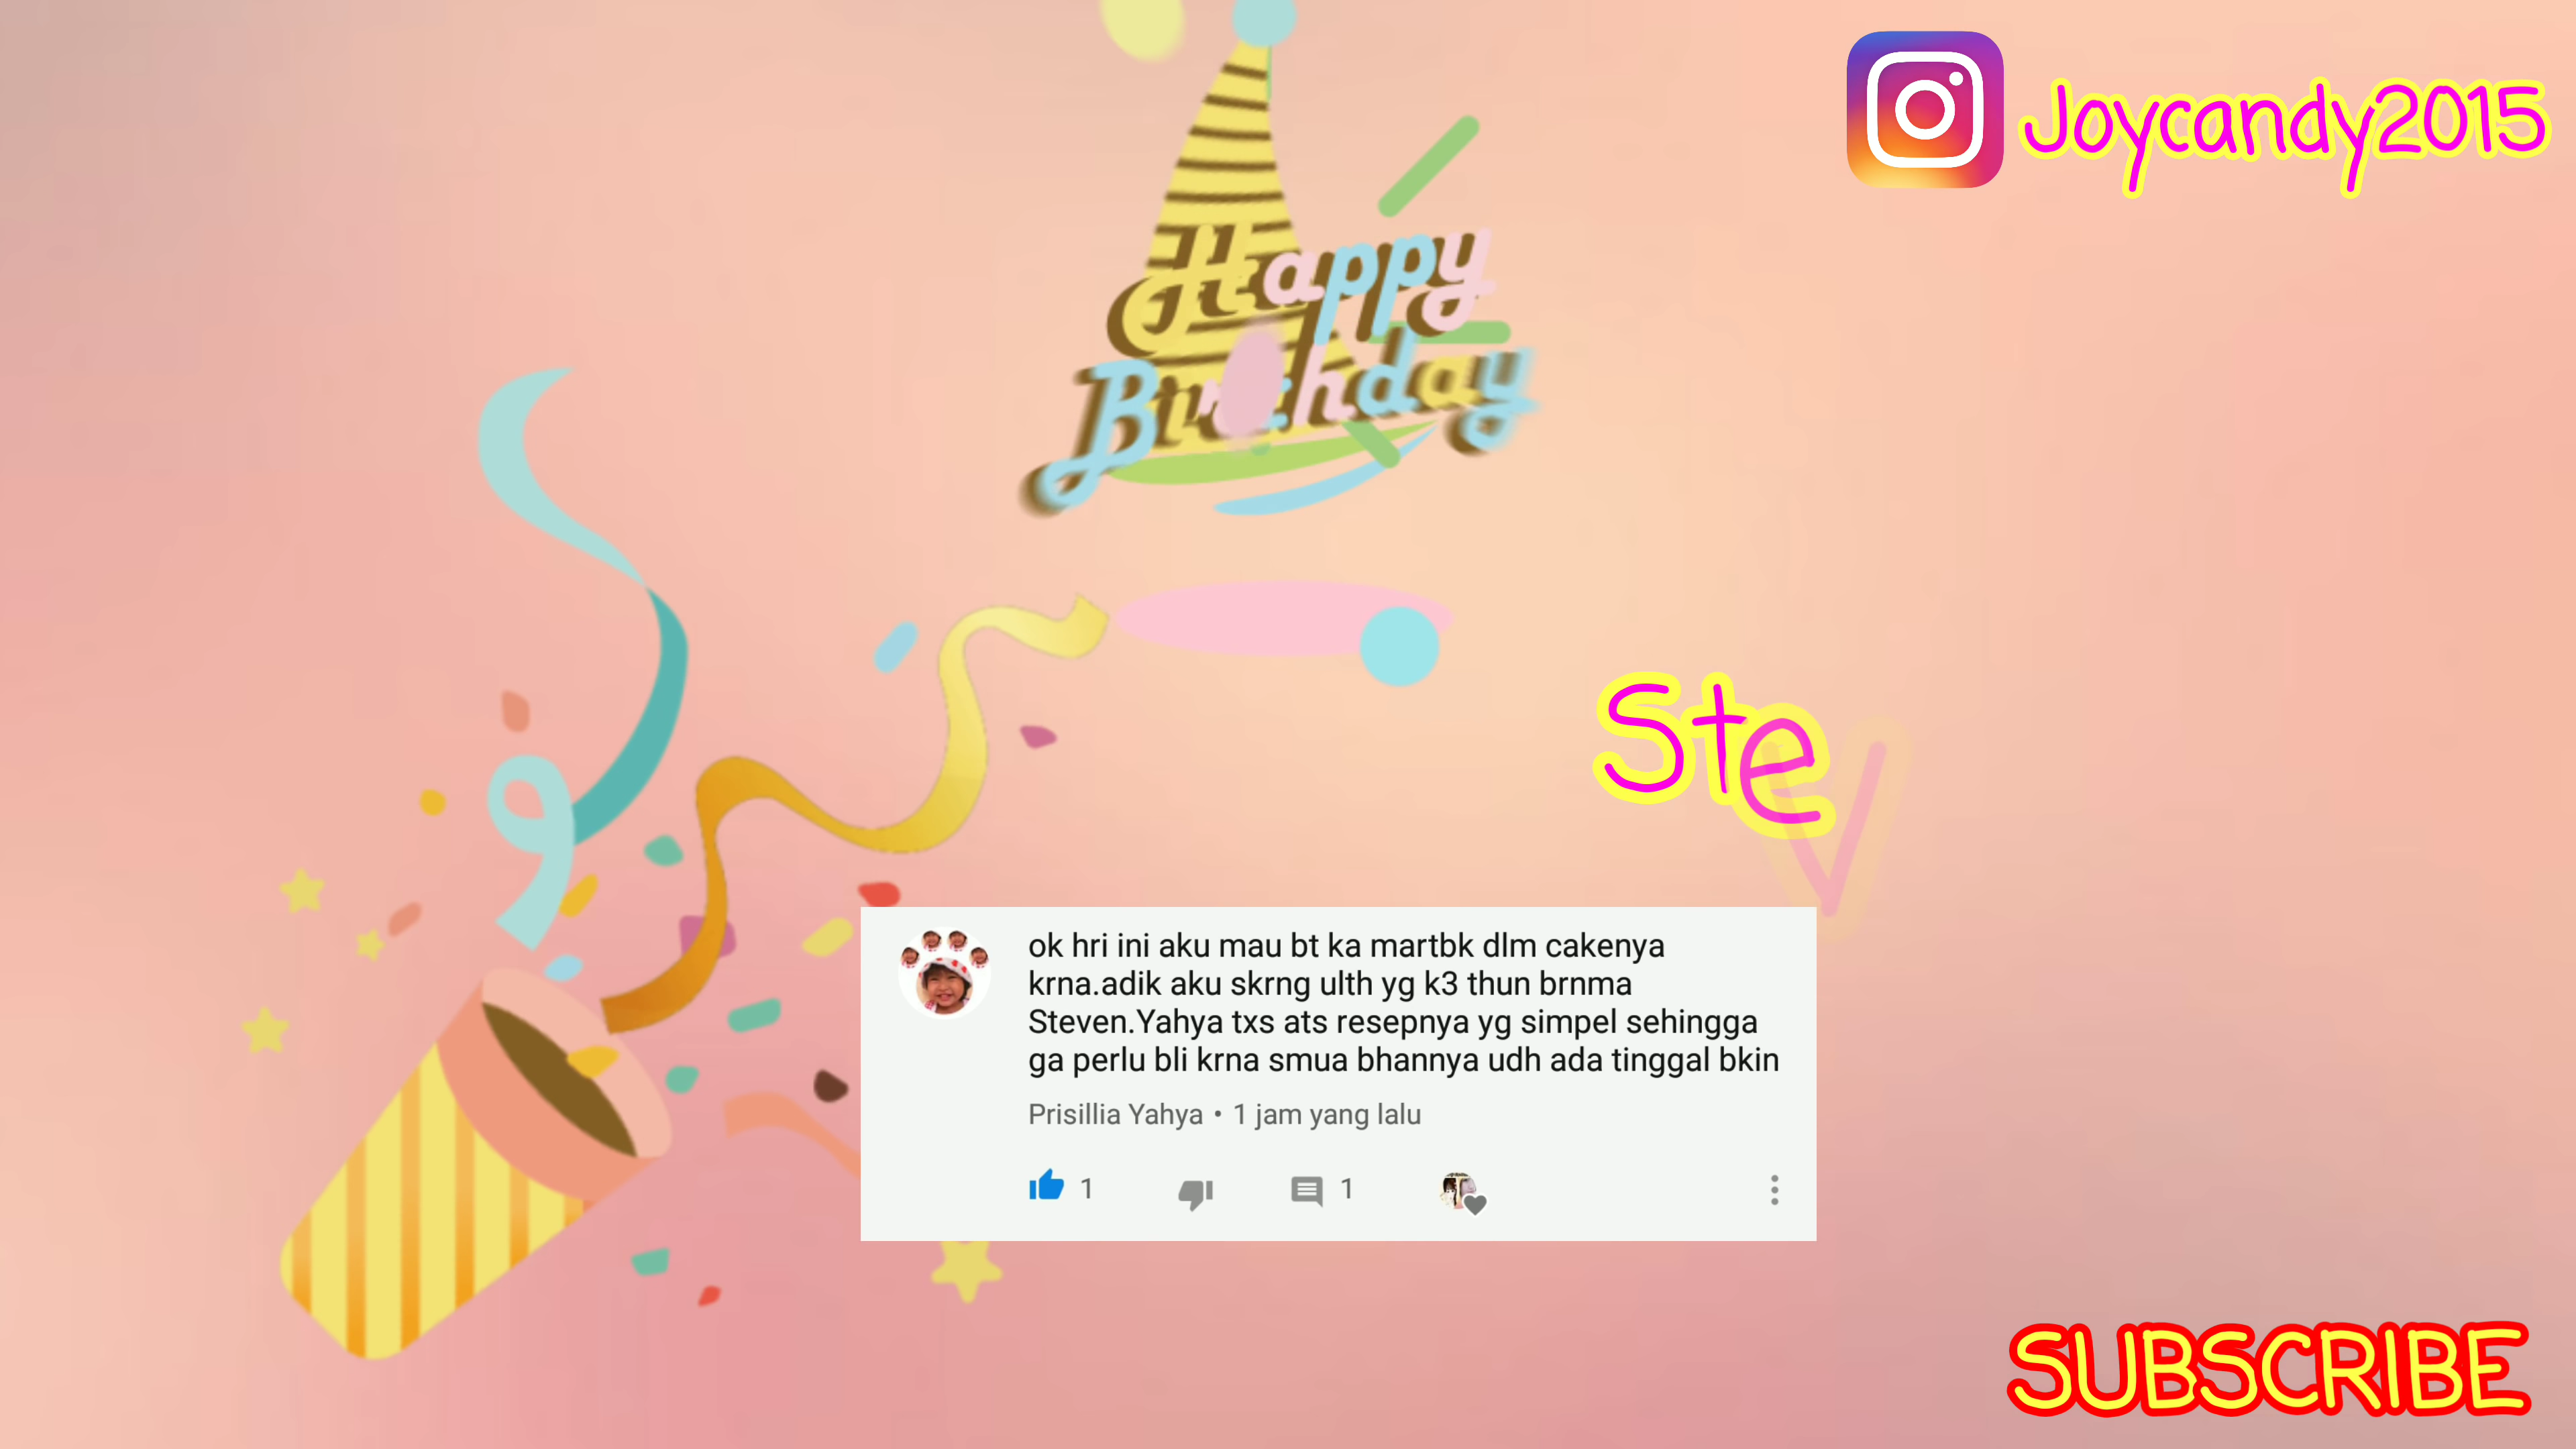 Joycandy2015
Happy
Birthday
Stev
ok hri ini aku mau bt ka martbk dlm cakenya
krna.adik aku skrng ulth yg k3 thun brnma
Steven.Yahya txs ats resepnya yg simpel sehingga
ga perlu bli krna smua bhannya udh ada tinggal bkin
Prisillia Yahya • 1 jam yang lalu
1
1
SUBSCRIBE